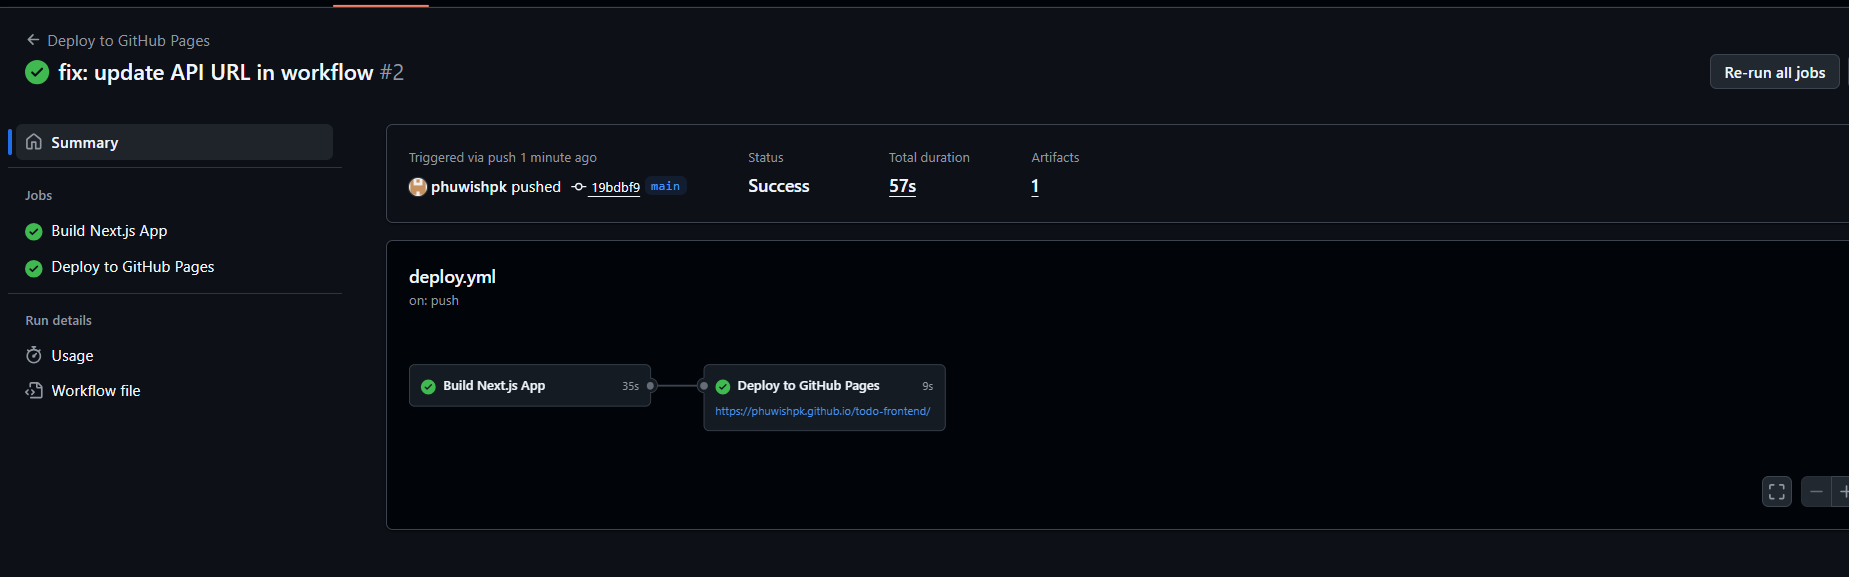 Deploy to GitHub Pages
fix: update API URL in workflow #2
Re-run all jobs
Summary
Jobs
Build Next.js App
Deploy to GitHub Pages
Run details
Usage
Workflow file
Triggered via push 1 minute ago
phuwishpk pushed 19bdbf9 main
Status
Success
Total duration
57s
Artifacts
1
deploy.yml
on: push
Build Next.js App 35s
Deploy to GitHub Pages 9s
https://phuwishpk.github.io/todo-frontend/